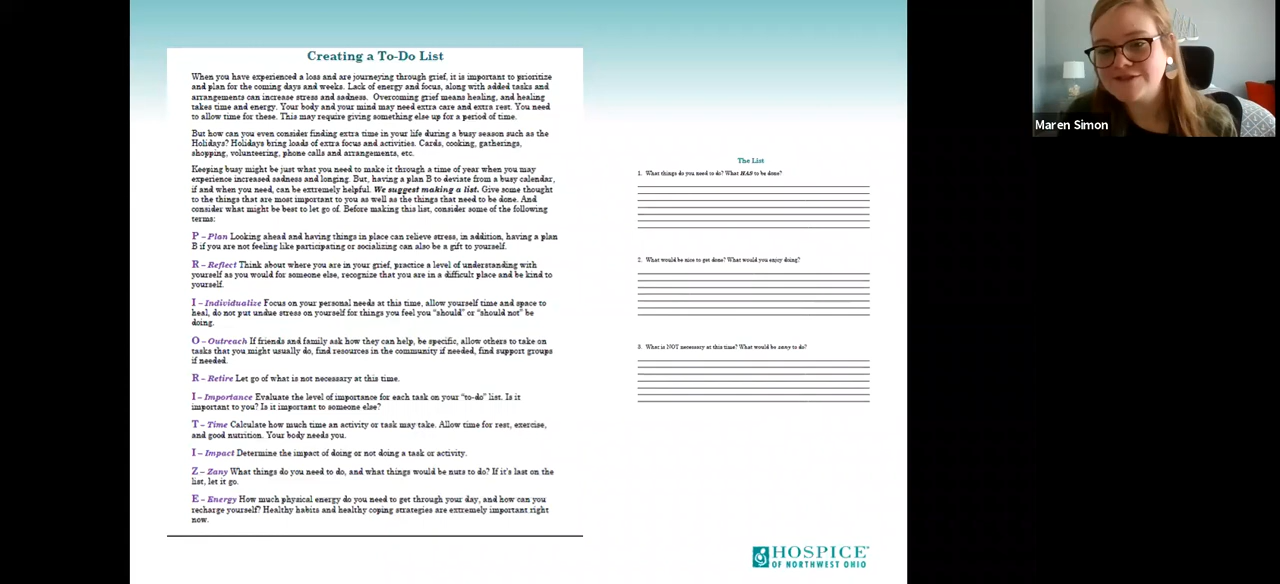 Creating a To-Do List
When you have experienced a loss and are journeying through grief, it is important to prioritize
and plan for the coming days and weeks. Lack of energy and focus, along with added tasks and
arrangements can increase stress and sadness. Overcoming grief means healing, and healing
takes time and energy. Your body and your mind may need extra care and extra rest. You need
to allow time for these. This may require giving something else up for a period of time.
But how can you even consider finding extra time in your life during a busy season such as the
Holidays? Holidays bring loads of extra focus and activities. Cards, cooking, gatherings,
shopping, volunteering, phone calls and arrangements, etc.
Keeping busy might be just what you need to make it through a time of year when you may
experience increased sadness and longing. But, having a plan B to deviate from a busy calendar,
if and when you need, can be extremely helpful. We suggest making a list. Give some thought
to the things that are most important to you as well as the things that need to be done. And
consider what might be best to let go of. Before making this list, consider some of the following
terms:
P – Plan Looking ahead and having things in place can relieve stress, in addition, having a plan
B if you are not feeling like participating or socializing can also be a gift to yourself.
R – Reflect Think about where you are in your grief, practice a level of understanding with
yourself as you would for someone else, recognize that you are in a difficult place and be kind to
yourself.
I – Individualize Focus on your personal needs at this time, allow yourself time and space to
heal, do not put undue stress on yourself for things you feel you "should" or "should not" be
doing.
O – Outreach If friends and family ask how they can help, be specific, allow others to take on
tasks that you might usually do, find resources in the community if needed, find support groups
if needed.
R – Retire Let go of what is not necessary at this time.
I – Importance Evaluate the level of importance for each task on your "to-do" list. Is it
important to you? Is it important to someone else?
T – Time Calculate how much time an activity or task may take. Allow time for rest, exercise,
and good nutrition. Your body needs you.
I – Impact Determine the impact of doing or not doing a task or activity.
Z – Zany What things do you need to do, and what things would be nuts to do? If it's last on the
list, let it go.
E – Energy How much physical energy do you need to get through your day, and how can you
recharge yourself? Healthy habits and healthy coping strategies are extremely important right
now.
The List
1. What things do you need to do? What HAS to be done?
2. What would be nice to get done? What would you enjoy doing?
3. What is NOT necessary at this time? What would be zany to do?
HOSPICE
OF NORTHWEST OHIO
Maren Simon